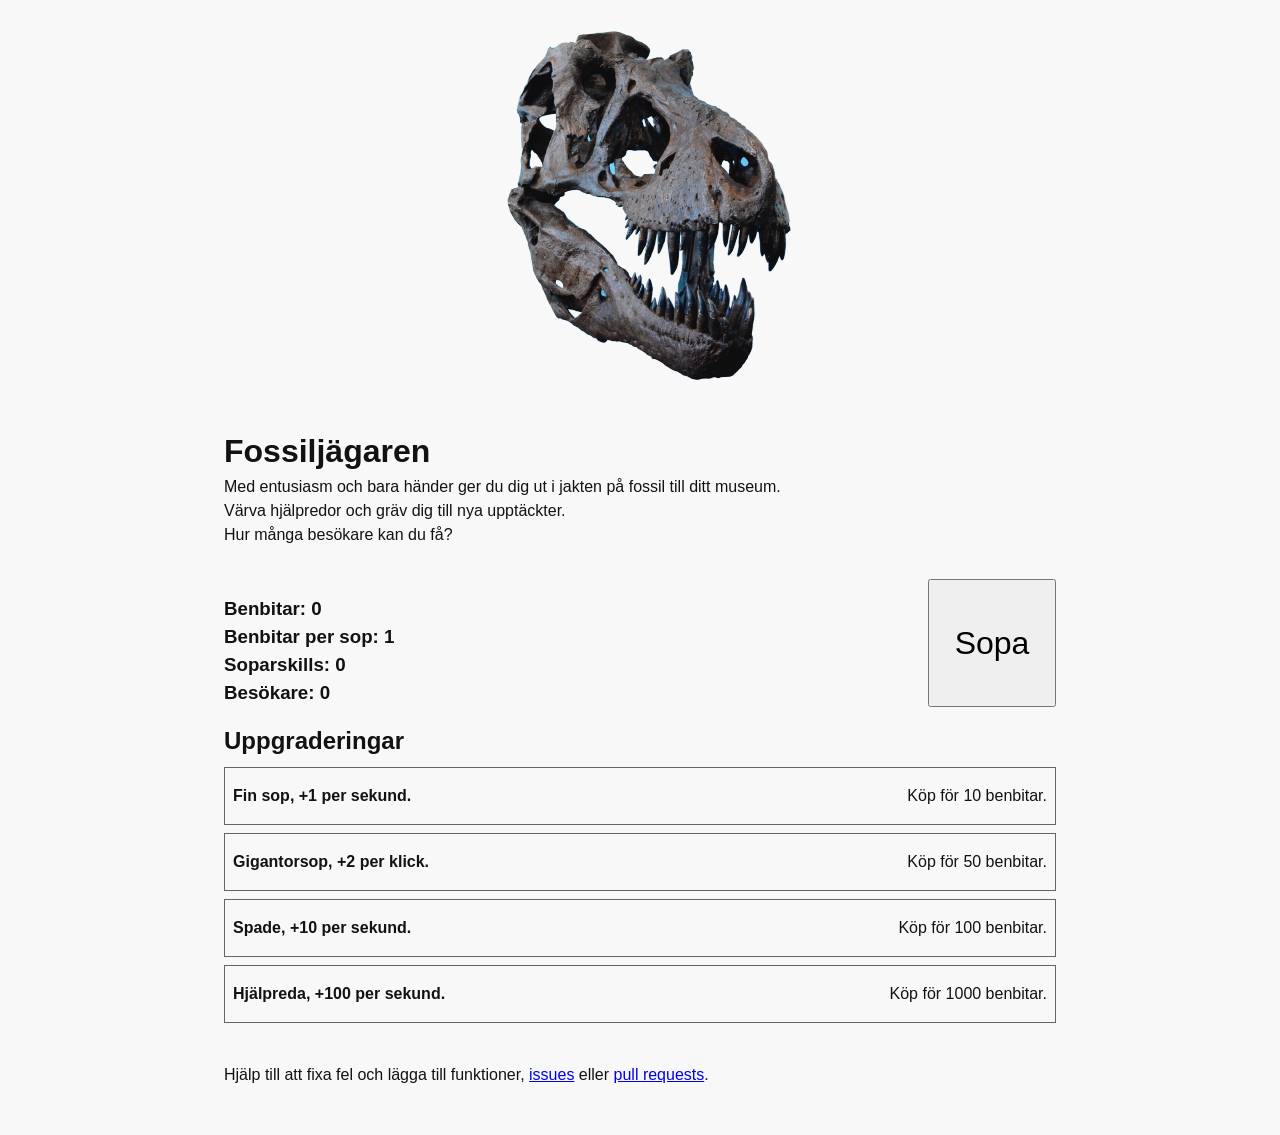 Fossiljägaren
Med entusiasm och bara händer ger du dig ut i jakten på fossil till ditt museum.
Värva hjälpredor och gräv dig till nya upptäckter.
Hur många besökare kan du få?
Benbitar: 0
Benbitar per sop: 1
Soparskills: 0
Besökare: 0
Sopa
Uppgraderingar
Fin sop, +1 per sekund. Köp för 10 benbitar.
Gigantorsop, +2 per klick. Köp för 50 benbitar.
Spade, +10 per sekund. Köp för 100 benbitar.
Hjälpreda, +100 per sekund. Köp för 1000 benbitar.
Hjälp till att fixa fel och lägga till funktioner, issues eller pull requests.